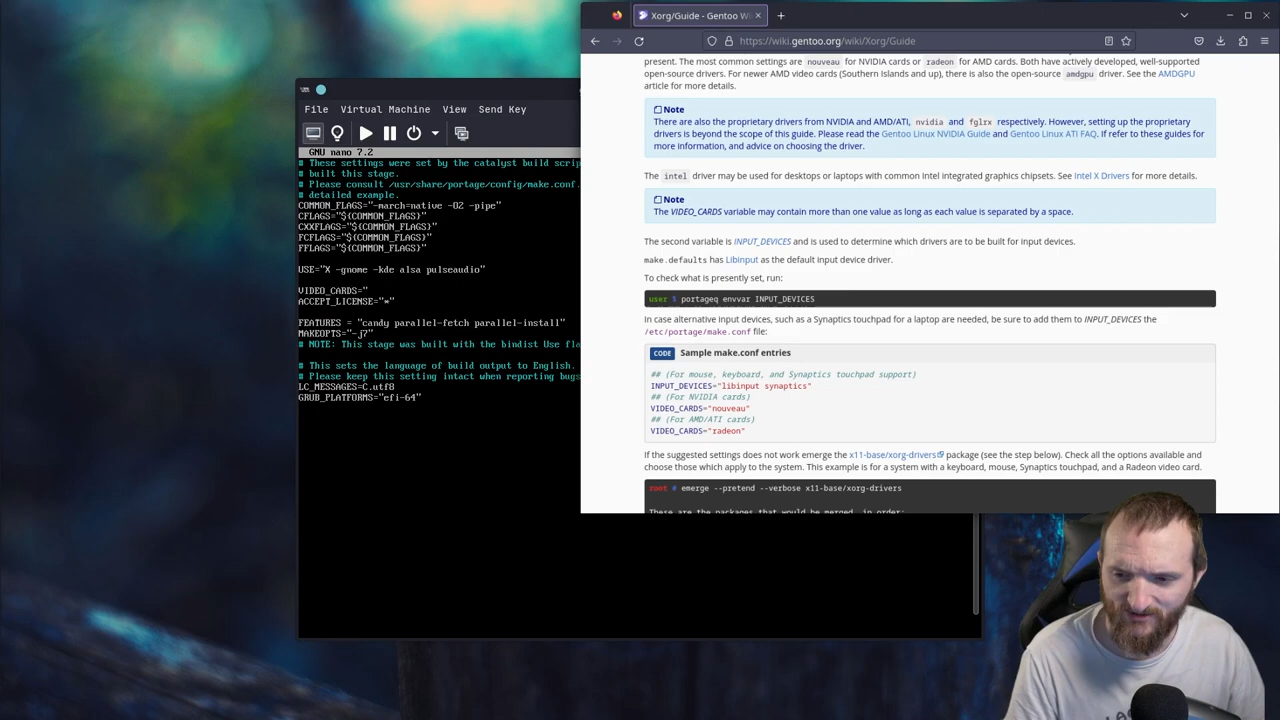 Xorg/Guide - Gentoo Wi
https://wiki.gentoo.org/wiki/Xorg/Guide
present. The most common settings are nouveau for NVIDIA cards or radeon for AMD cards. Both have actively developed, well-supported
open-source drivers. For newer AMD video cards (Southern Islands and up), there is also the open-source amdgpu driver. See the AMDGPU
article for more details.
Note
There are also the proprietary drivers from NVIDIA and AMD/ATI, nvidia and fglrx respectively. However, setting up the proprietary
drivers is beyond the scope of this guide. Please read the Gentoo Linux NVIDIA Guide and Gentoo Linux ATI FAQ. If refer to these guides for
more information, and advice on choosing the driver.
The intel driver may be used for desktops or laptops with common Intel integrated graphics chipsets. See Intel X Drivers for more details.
Note
The VIDEO_CARDS variable may contain more than one value as long as each value is separated by a space.
The second variable is INPUT_DEVICES and is used to determine which drivers are to be built for input devices.
make.defaults has Libinput as the default input device driver.
To check what is presently set, run:
user $ portageq envvar INPUT_DEVICES
In case alternative input devices, such as a Synaptics touchpad for a laptop are needed, be sure to add them to INPUT_DEVICES the
/etc/portage/make.conf file:
CODE Sample make.conf entries
## (For mouse, keyboard, and Synaptics touchpad support)
INPUT_DEVICES="libinput synaptics"
## (For NVIDIA cards)
VIDEO_CARDS="nouveau"
## (For AMD/ATI cards)
VIDEO_CARDS="radeon"
If the suggested settings does not work emerge the x11-base/xorg-drivers package (see the step below). Check all the options available and
choose those which apply to the system. This example is for a system with a keyboard, mouse, Synaptics touchpad, and a Radeon video card.
root # emerge --pretend --verbose x11-base/xorg-drivers
These are the packages that would be merged, in order:
File Virtual Machine View Send Key
GNU nano 7.2
# These settings were set by the catalyst build scrip
# built this stage.
# Please consult /usr/share/portage/config/make.conf.
# detailed example.
COMMON_FLAGS="-march=native -O2 -pipe"
CFLAGS="${COMMON_FLAGS}"
CXXFLAGS="${COMMON_FLAGS}"
FCFLAGS="${COMMON_FLAGS}"
FFLAGS="${COMMON_FLAGS}"
USE="X -gnome -kde alsa pulseaudio"
VIDEO_CARDS="
ACCEPT_LICENSE="*"
FEATURES = "candy parallel-fetch parallel-install"
MAKEOPTS="-j7"
# NOTE: This stage was built with the bindist Use fla
# This sets the language of build output to English.
# Please keep this setting intact when reporting bugs
LC_MESSAGES=C.utf8
GRUB_PLATFORMS="efi-64"